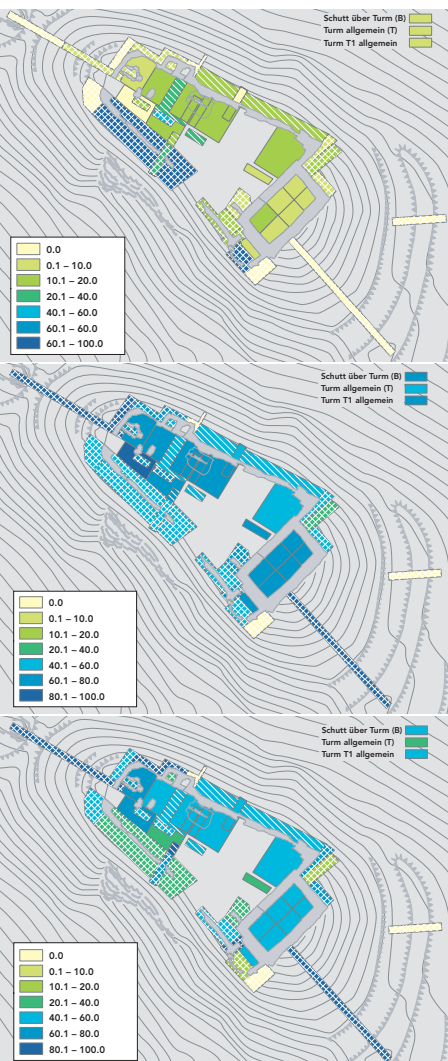 Schutt über Turm (B)
Turm allgemein (T)
Turm T1 allgemein
0.0
0.1 – 10.0
10.1 – 20.0
20.1 – 40.0
40.1 – 60.0
60.1 – 60.0
60.1 – 100.0
Schutt über Turm (B)
Turm allgemein (T)
Turm T1 allgemein
0.0
0.1 – 10.0
10.1 – 20.0
20.1 – 40.0
40.1 – 60.0
60.1 – 80.0
80.1 – 100.0
Schutt über Turm (B)
Turm allgemein (T)
Turm T1 allgemein
0.0
0.1 – 10.0
10.1 – 20.0
20.1 – 40.0
40.1 – 60.0
60.1 – 80.0
80.1 – 100.0